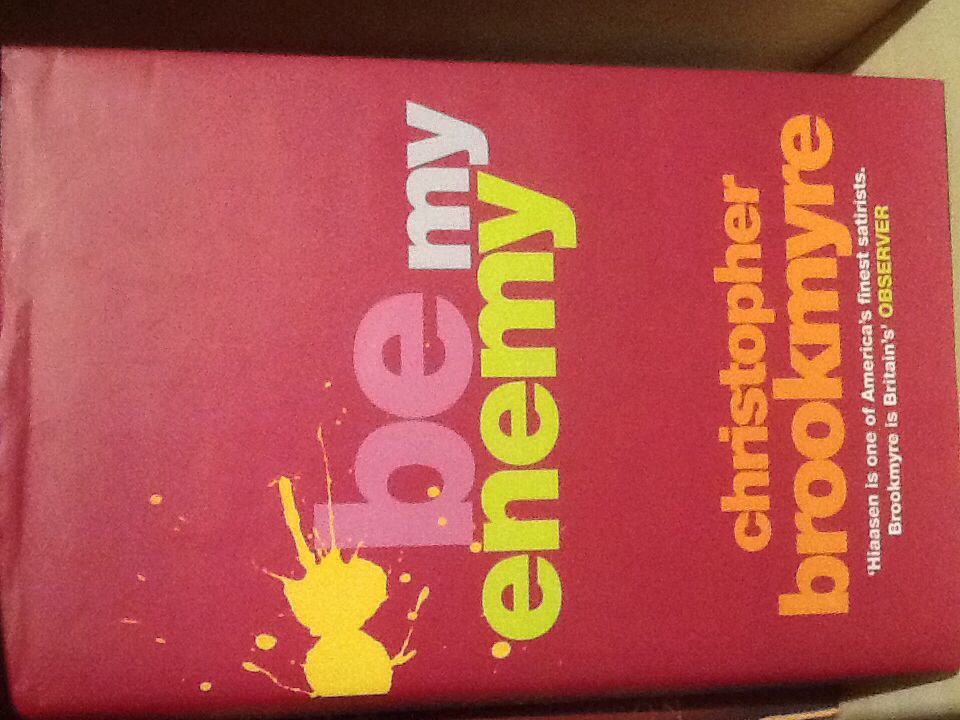 be my
enemy
christopher
brookmyre
'Hiaasen is one of America's finest satirists.
Brookmyre is Britain's' OBSERVER